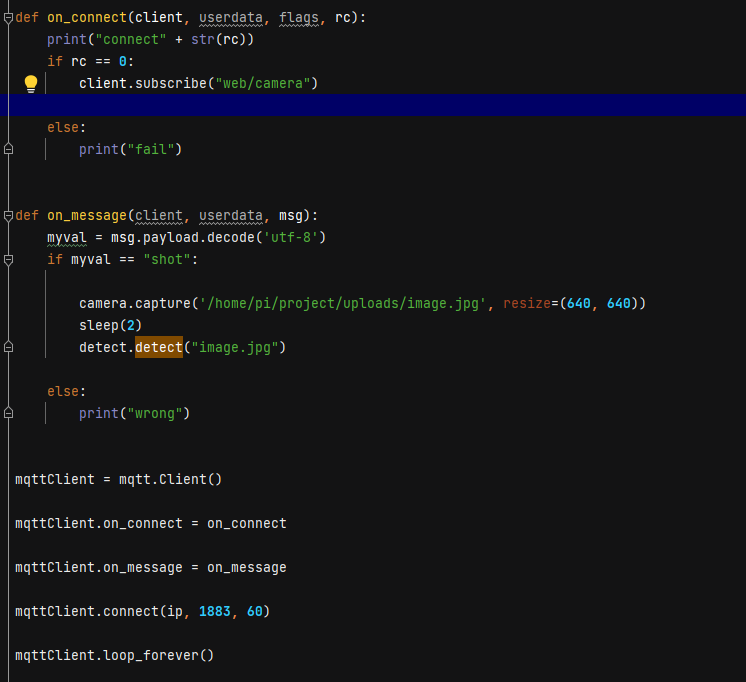 def on_connect(client, userdata, flags, rc):
    print("connect" + str(rc))
    if rc == 0:
        client.subscribe("web/camera")
    else:
        print("fail")
def on_message(client, userdata, msg):
    myval = msg.payload.decode('utf-8')
    if myval == "shot":
        camera.capture('/home/pi/project/uploads/image.jpg', resize=(640, 640))
        sleep(2)
        detect.detect("image.jpg")
    else:
        print("wrong")
mqttClient = mqtt.Client()
mqttClient.on_connect = on_connect
mqttClient.on_message = on_message
mqttClient.connect(ip, 1883, 60)
mqttClient.loop_forever()